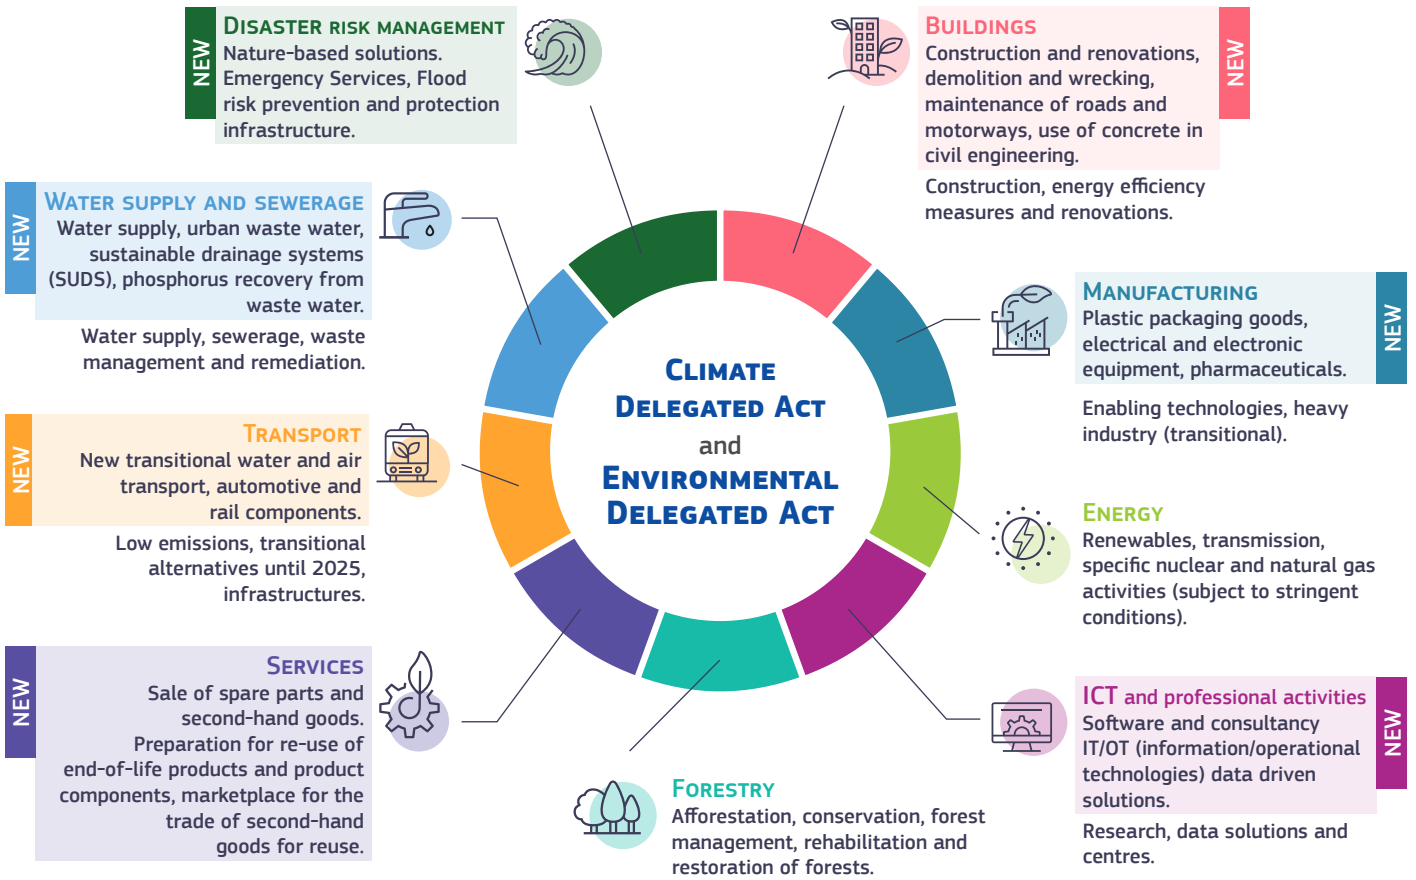 NEW
DISASTER RISK MANAGEMENT
Nature-based solutions.
Emergency Services, Flood
risk prevention and protection
infrastructure.
BUILDINGS
Construction and renovations,
demolition and wrecking,
maintenance of roads and
motorways, use of concrete in
civil engineering.
NEW
Construction, energy efficiency
measures and renovations.
NEW
WATER SUPPLY AND SEWERAGE
Water supply, urban waste water,
sustainable drainage systems
(SUDS), phosphorus recovery from
waste water.
Water supply, sewerage, waste
management and remediation.
MANUFACTURING
Plastic packaging goods,
electrical and electronic
equipment, pharmaceuticals.
NEW
Enabling technologies, heavy
industry (transitional).
CLIMATE
DELEGATED ACT
and
ENVIRONMENTAL
DELEGATED ACT
NEW
TRANSPORT
New transitional water and air
transport, automotive and
rail components.
Low emissions, transitional
alternatives until 2025,
infrastructures.
ENERGY
Renewables, transmission,
specific nuclear and natural gas
activities (subject to stringent
conditions).
NEW
SERVICES
Sale of spare parts and
second-hand goods.
Preparation for re-use of
end-of-life products and product
components, marketplace for the
trade of second-hand
goods for reuse.
ICT and professional activities
Software and consultancy
IT/OT (information/operational
technologies) data driven
solutions.
NEW
Research, data solutions and
centres.
FORESTRY
Afforestation, conservation, forest
management, rehabilitation and
restoration of forests.